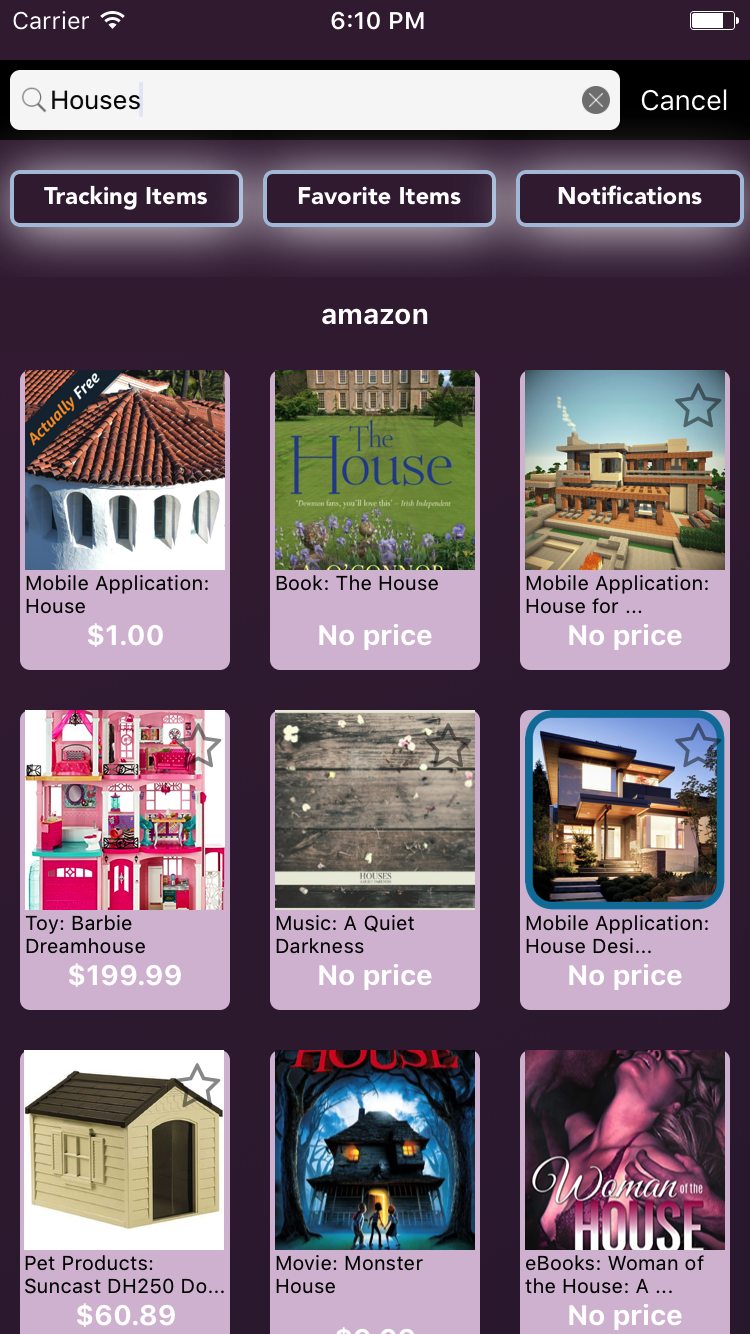 Carrier
6:10 PM
Houses
Cancel
Tracking Items
Favorite Items
Notifications
amazon
Actually Free
The
House
'Downton fans, you'll love this' – Irish Independent
Mobile Application:
House
$1.00
Book: The House
No price
Mobile Application:
House for ...
No price
HOUSES
A QUIET DARKNESS
Toy: Barbie
Dreamhouse
$199.99
Music: A Quiet
Darkness
No price
Mobile Application:
House Desi...
No price
HOUSE
Woman of the
HOUSE
Pet Products:
Suncast DH250 Do...
$60.89
Movie: Monster
House
eBooks: Woman of
the House: A ...
No price